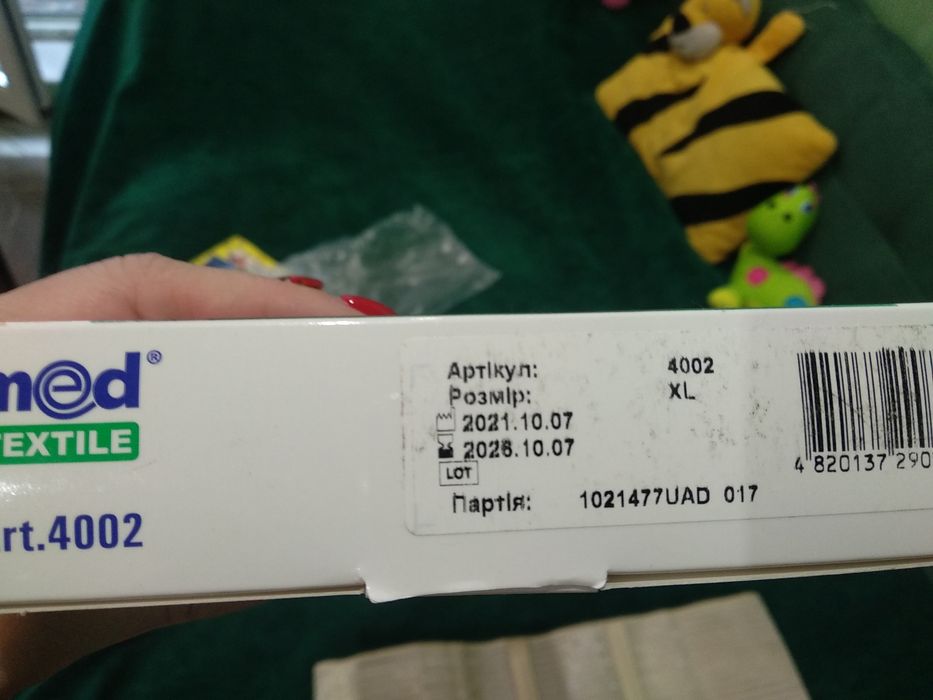 med®
TEXTILE
rt.4002
Артікул: 4002
Розмір: XL
2021.10.07
2026.10.07
LOT
Партія: 1021477UAD 017
4 820137 290